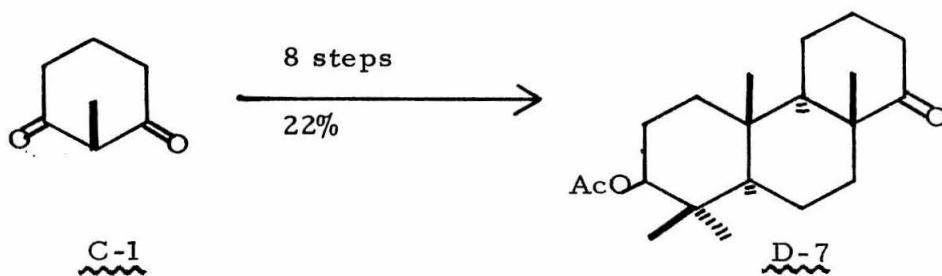 8 steps
22%
O
O
AcO
O
C-1
D-7